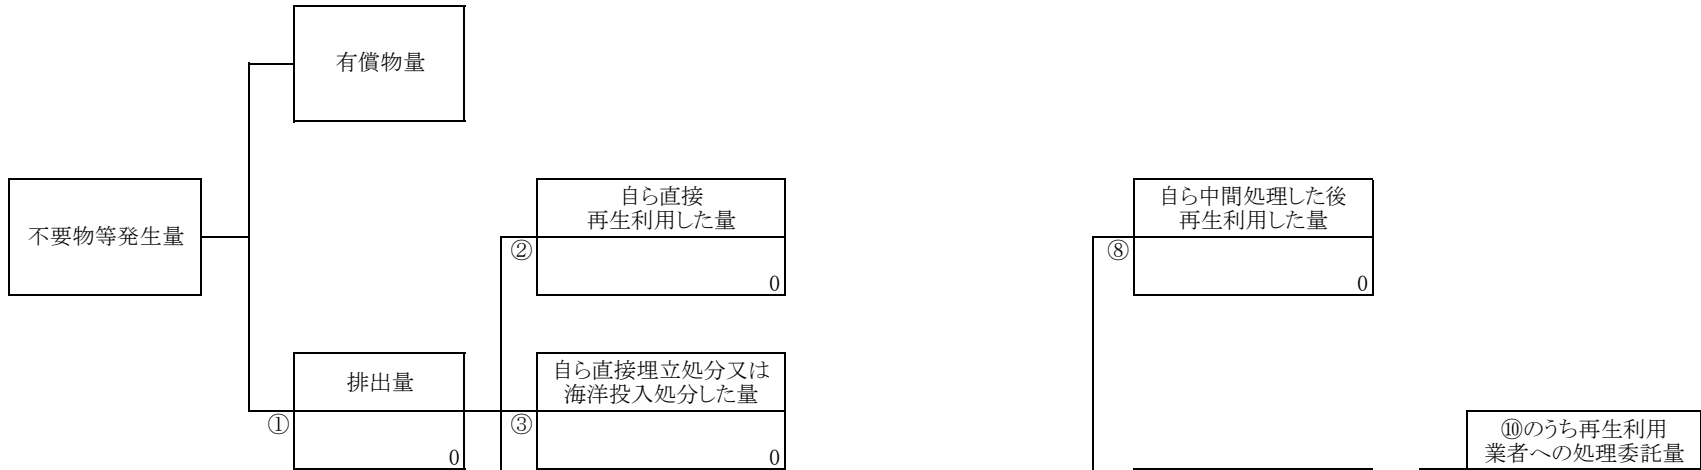 有償物量
不要物等発生量
自ら直接
再生利用した量
②
0
自ら中間処理した後
再生利用した量
⑧
0
排出量
①
0
自ら直接埋立処分又は
海洋投入処分した量
③
0
⑩のうち再生利用
業者への処理委託量